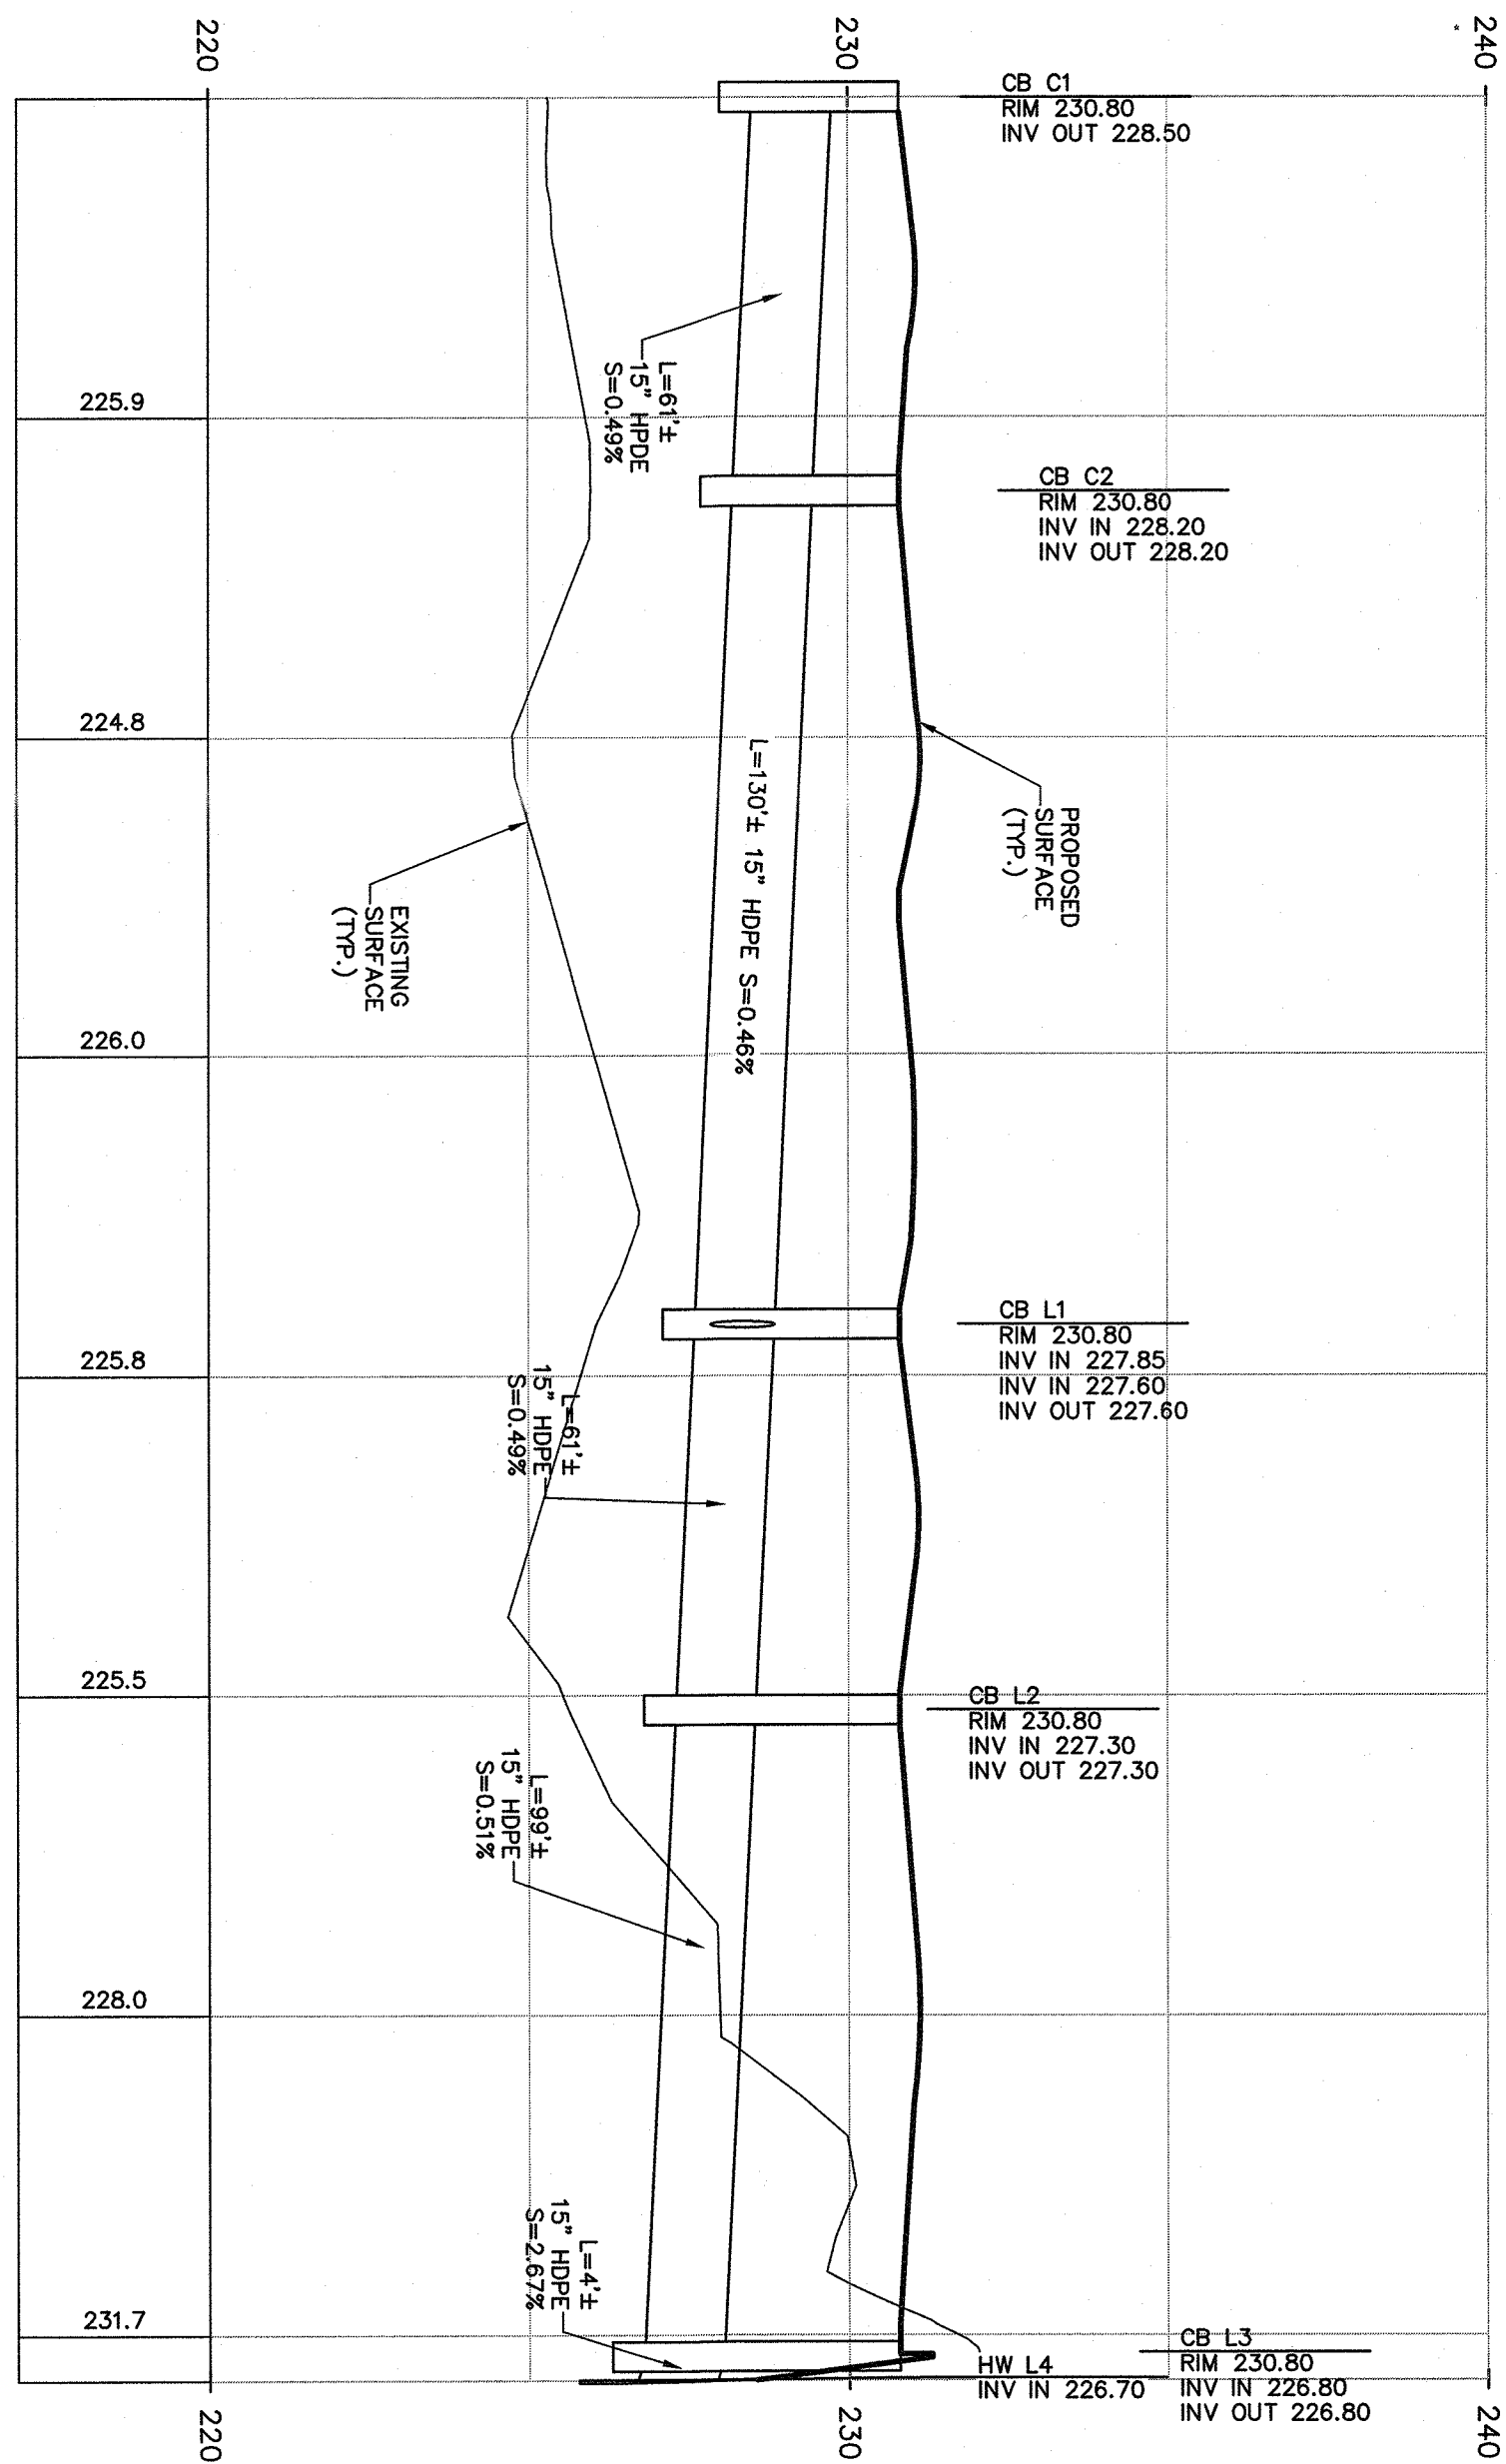 220
230
240
CB C1
RIM 230.80
INV OUT 228.50
L=61'±
15" HPDE
S=0.49%
225.9
CB C2
RIM 230.80
INV IN 228.20
INV OUT 228.20
224.8
L=130'± 15" HDPE S=0.46%
PROPOSED
SURFACE
(TYP.)
EXISTING
SURFACE
(TYP.)
226.0
CB L1
RIM 230.80
INV IN 227.85
INV IN 227.60
INV OUT 227.60
225.8
L=61'±
15" HDPE
S=0.49%
225.5
CB L2
RIM 230.80
INV IN 227.30
INV OUT 227.30
L=99'±
15" HDPE
S=0.51%
228.0
L=4'±
15" HDPE
S=2.67%
231.7
HW L4
INV IN 226.70
CB L3
RIM 230.80
INV IN 226.80
INV OUT 226.80
220
230
240